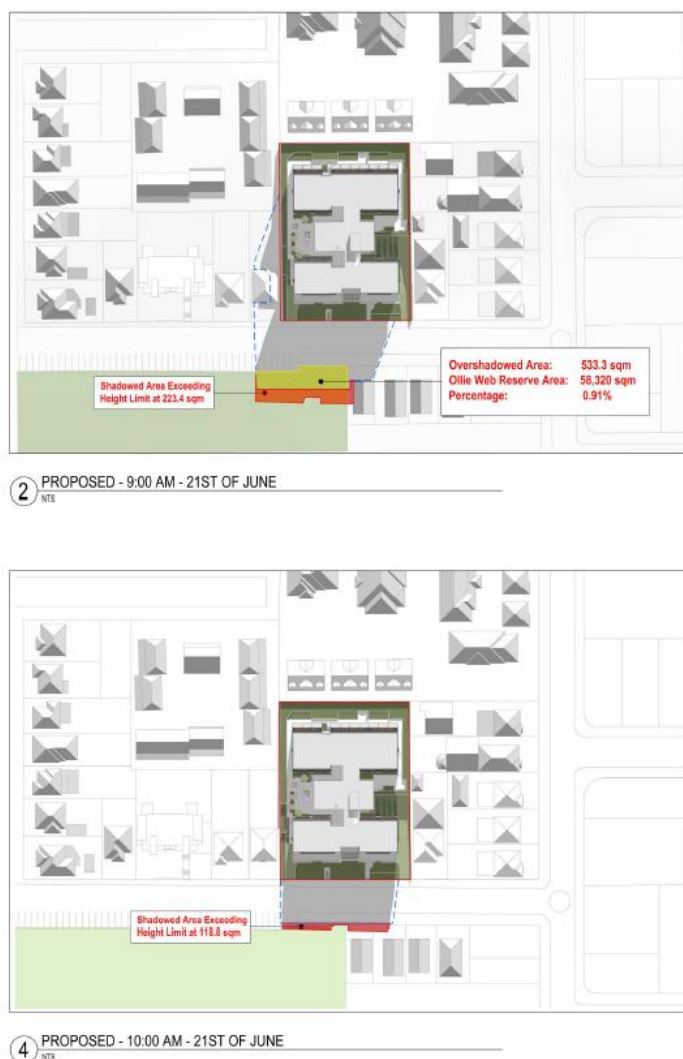 Overshadowed Area: 533.3 sqm
Ollie Web Reserve Area: 58,320 sqm
Percentage: 0.91%
Shadowed Area Exceeding
Height Limit at 223.4 sqm
2 PROPOSED - 9:00 AM - 21ST OF JUNE
NTS
Shadowed Area Exceeding
Height Limit at 118.8 sqm
4 PROPOSED - 10:00 AM - 21ST OF JUNE
NTS